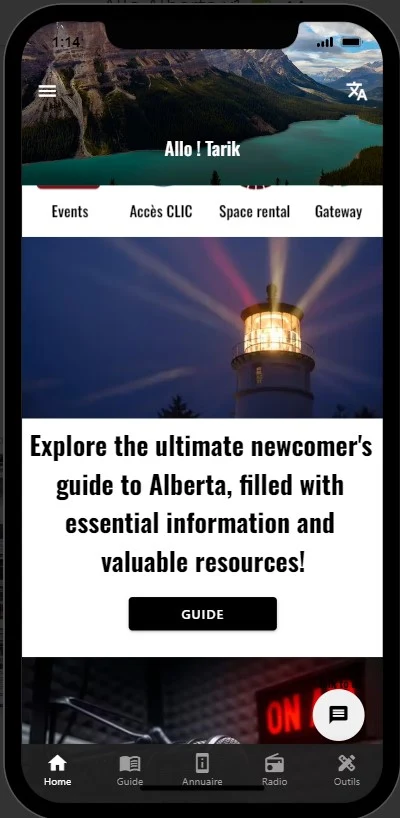 1:14
Allo ! Tarik
Events Accès CLIC Space rental Gateway
Explore the ultimate newcomer's
guide to Alberta, filled with
essential information and
valuable resources!
GUIDE
ON
Home Guide Annuaire Radio Outils